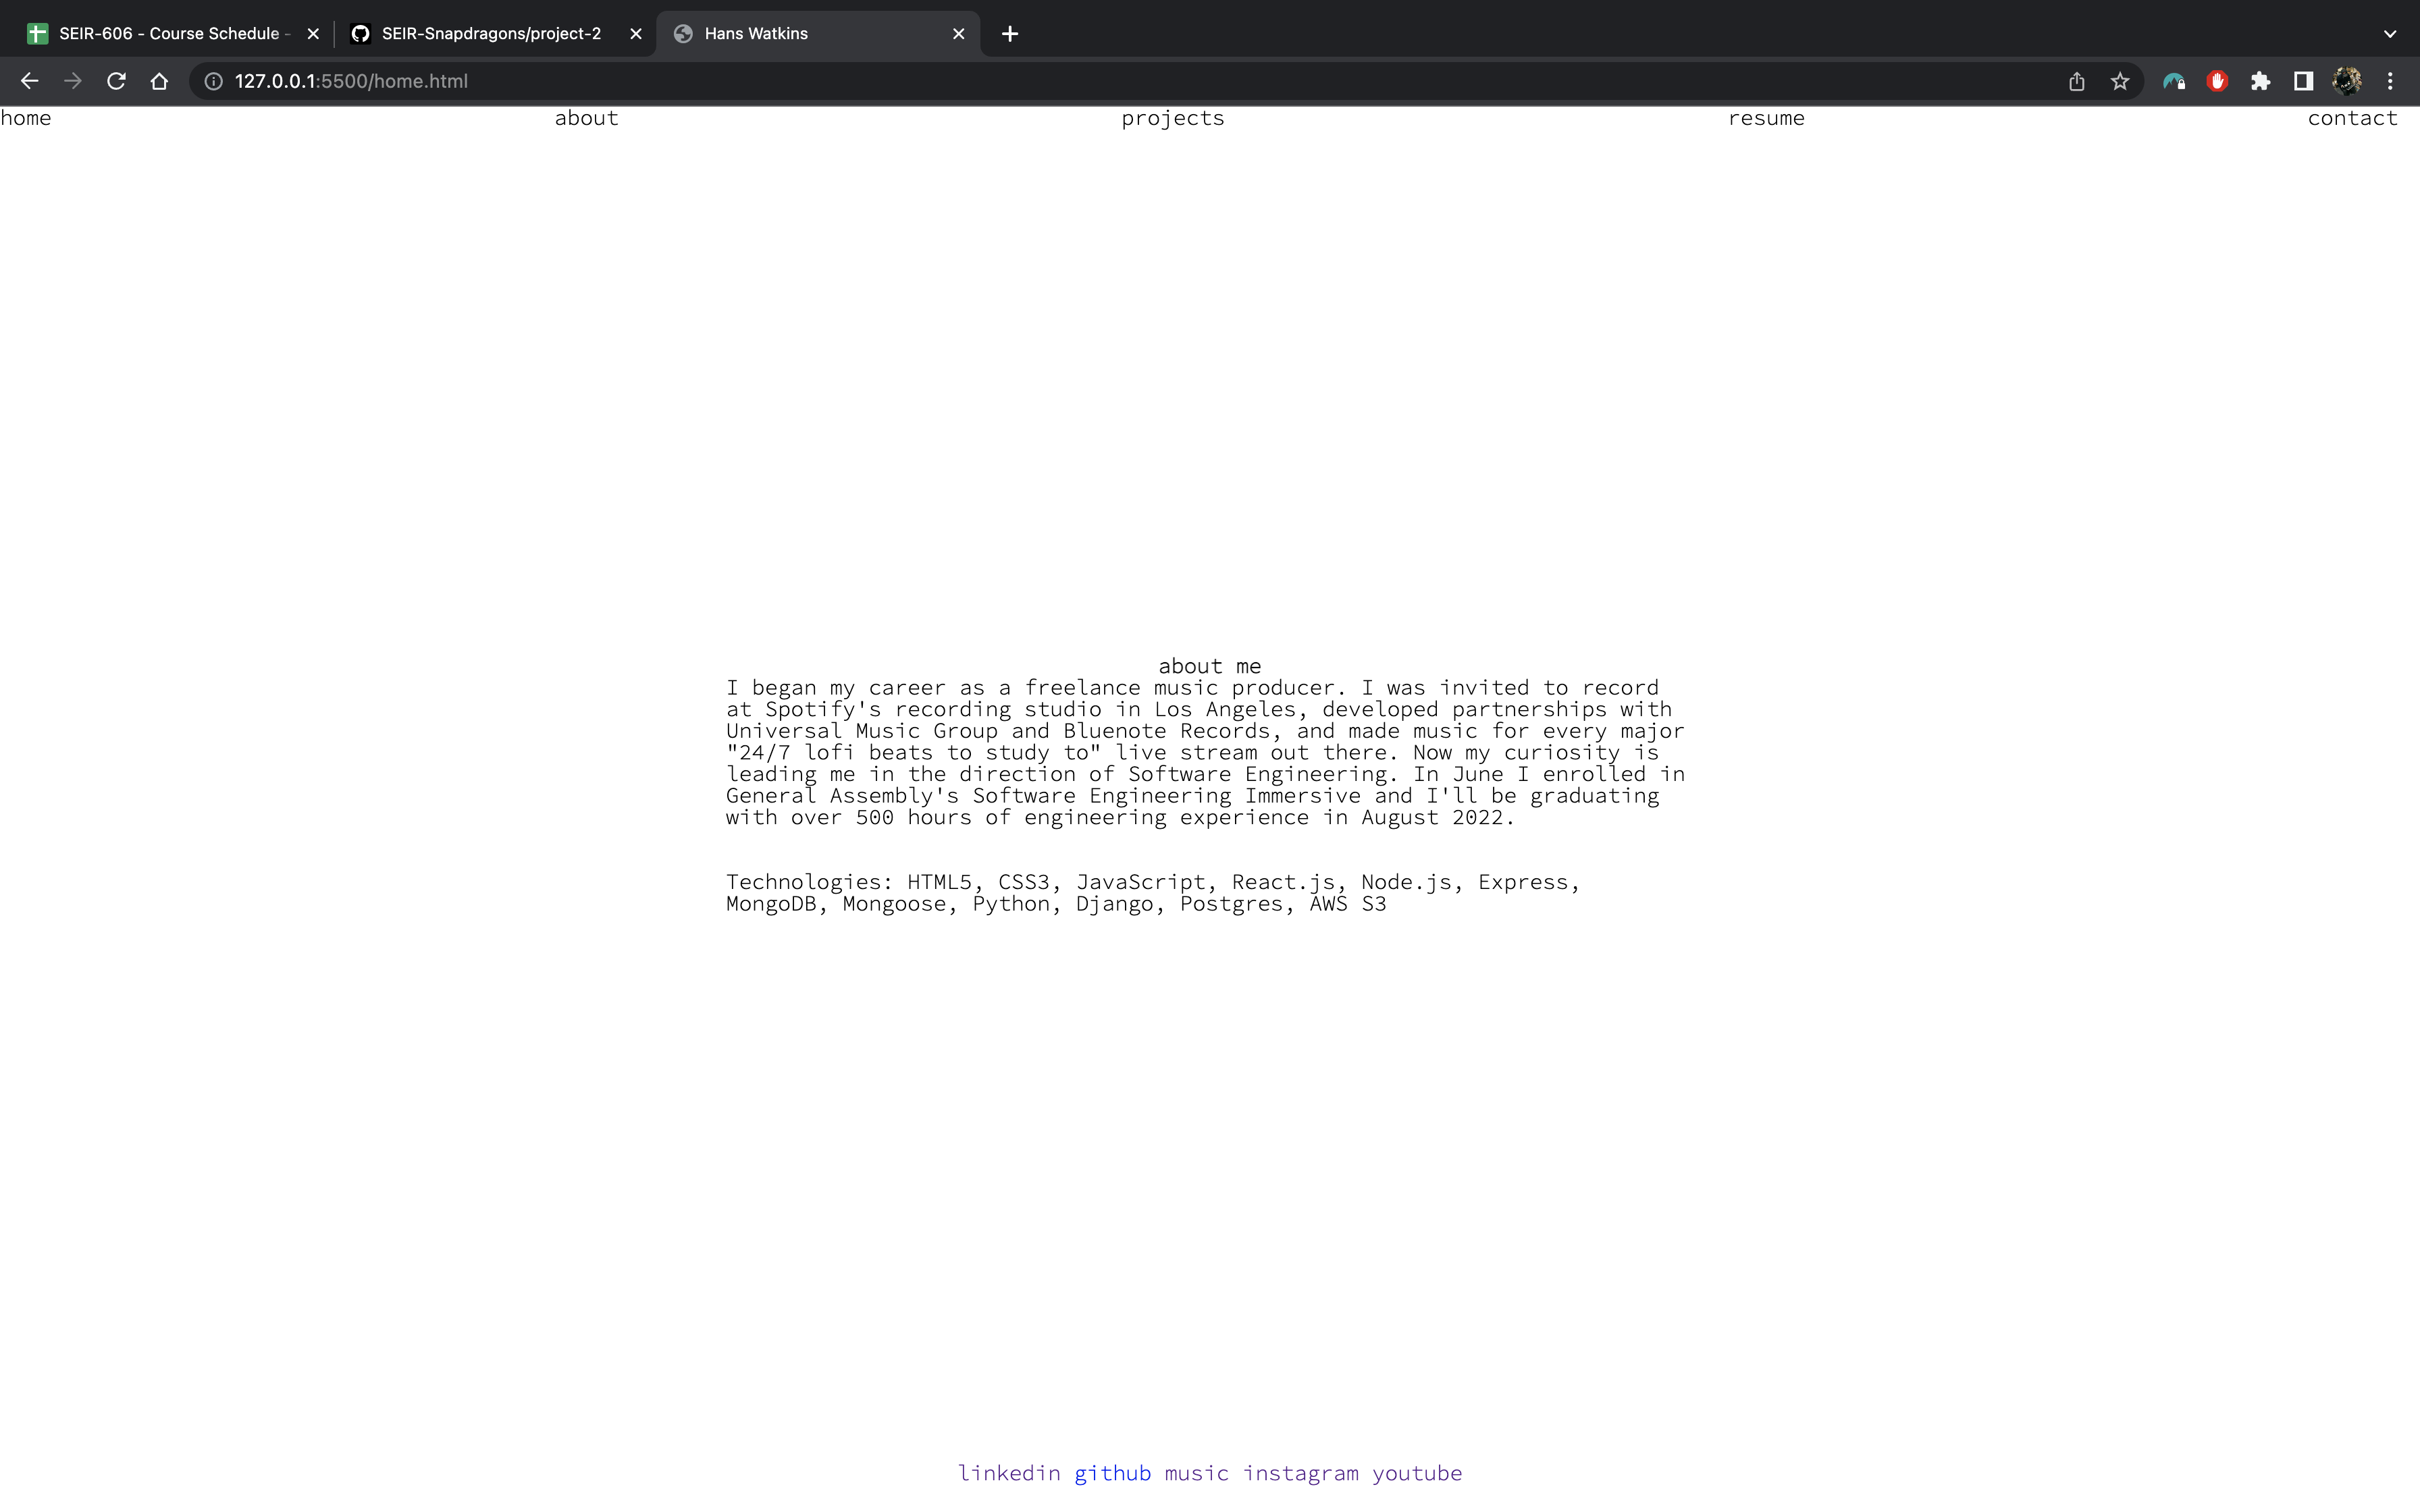 SEIR-606 - Course Schedule -
SEIR-Snapdragons/project-2
Hans Watkins
127.0.0.1:5500/home.html
home about projects resume contact
about me
I began my career as a freelance music producer. I was invited to record
at Spotify's recording studio in Los Angeles, developed partnerships with
Universal Music Group and Bluenote Records, and made music for every major
"24/7 lofi beats to study to" live stream out there. Now my curiosity is
leading me in the direction of Software Engineering. In June I enrolled in
General Assembly's Software Engineering Immersive and I'll be graduating
with over 500 hours of engineering experience in August 2022.
Technologies: HTML5, CSS3, JavaScript, React.js, Node.js, Express,
MongoDB, Mongoose, Python, Django, Postgres, AWS S3
linkedin github music instagram youtube